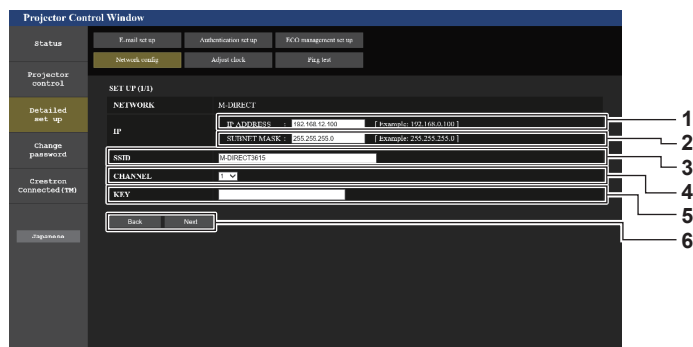 Projector Control Window
Status
Projector
control
Detailed
set up
Change
password
Crestron
Connected(TM)
Japanese
E-mail set up
Authentication set up
ECO management set up
Network config
Adjust clock
Ping test
SET UP (1/1)
NETWORK M-DIRECT
IP
IP ADDRESS : 192.168.12.100 [ Example: 192.168.0.100 ]
SUBNET MASK : 255.255.255.0 [ Example: 255.255.255.0 ]
SSID M-DIRECT3615
CHANNEL 1
KEY
Back Next
1
2
3
4
5
6